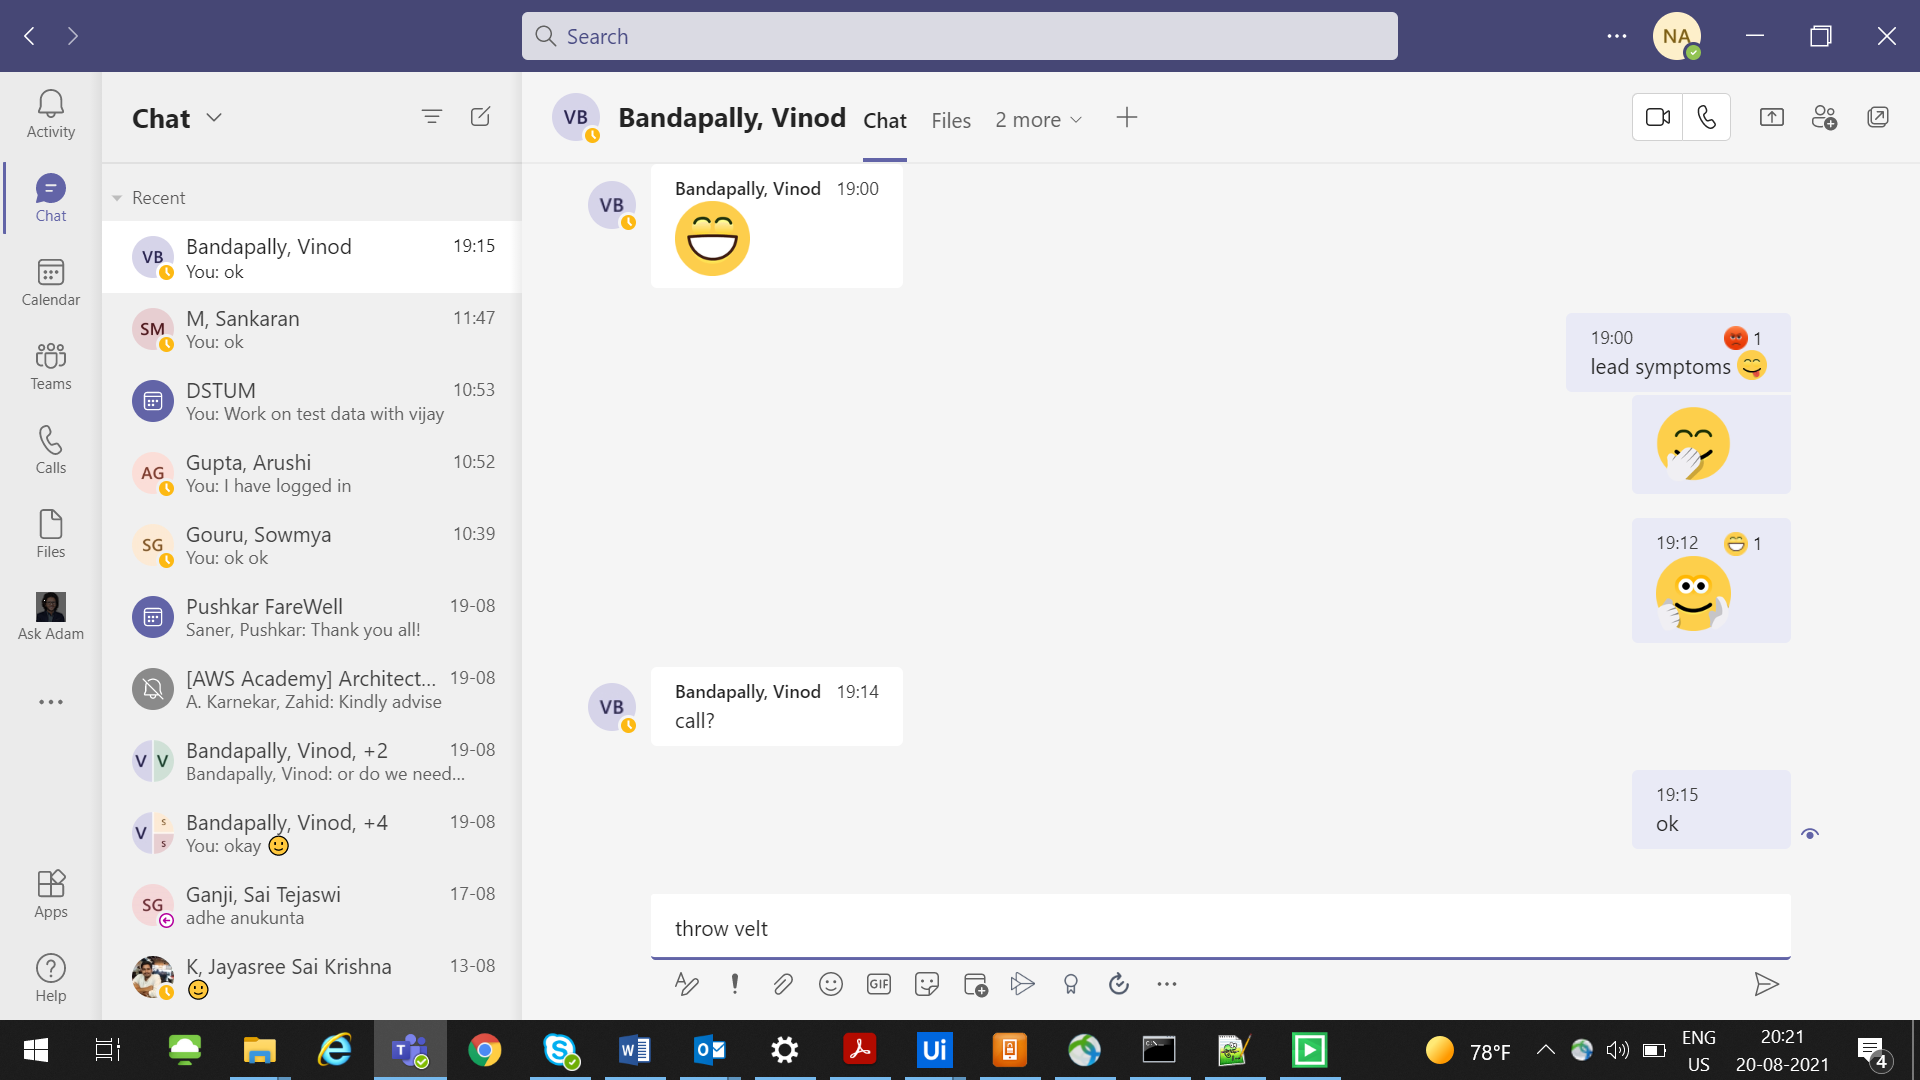 Search
NA
Activity
Chat
Calendar
Teams
Calls
Files
Ask Adam
Apps
Help
Chat
Recent
VB
Bandapally, Vinod
19:15
You: ok
SM
M, Sankaran
11:47
You: ok
DSTUM
10:53
You: Work on test data with vijay
AG
Gupta, Arushi
10:52
You: I have logged in
SG
Gouru, Sowmya
10:39
You: ok ok
Pushkar FareWell
19-08
Saner, Pushkar: Thank you all!
[AWS Academy] Architect...
19-08
A. Karnekar, Zahid: Kindly advise
V V
Bandapally, Vinod, +2
19-08
Bandapally, Vinod: or do we need...
V S S
Bandapally, Vinod, +4
19-08
You: okay
SG
Ganji, Sai Tejaswi
17-08
adhe anukunta
K, Jayasree Sai Krishna
13-08
VB
Bandapally, Vinod
Chat
Files
2 more
VB
Bandapally, Vinod 19:00
19:00 1
lead symptoms
19:12 1
VB
Bandapally, Vinod 19:14
call?
19:15
ok
throw velt
GIF
Ui
78°F
ENG
US
20:21
20-08-2021
4